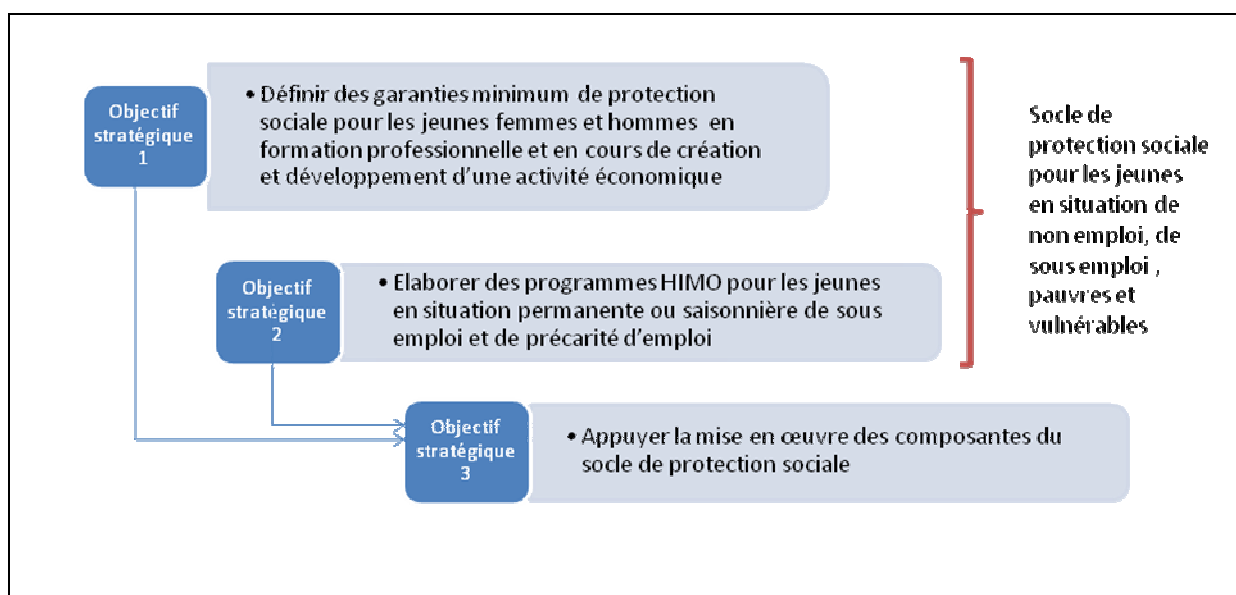 Objectif
stratégique
1
• Définir des garanties minimum de protection
sociale pour les jeunes femmes et hommes en
formation professionnelle et en cours de création
et développement d'une activité économique
Objectif
stratégique
2
• Elaborer des programmes HIMO pour les jeunes
en situation permanente ou saisonnière de sous
emploi et de précarité d'emploi
Objectif
stratégique
3
• Appuyer la mise en œuvre des composantes du
socle de protection sociale
Socle de
protection sociale
pour les jeunes
en situation de
non emploi, de
sous emploi ,
pauvres et
vulnérables